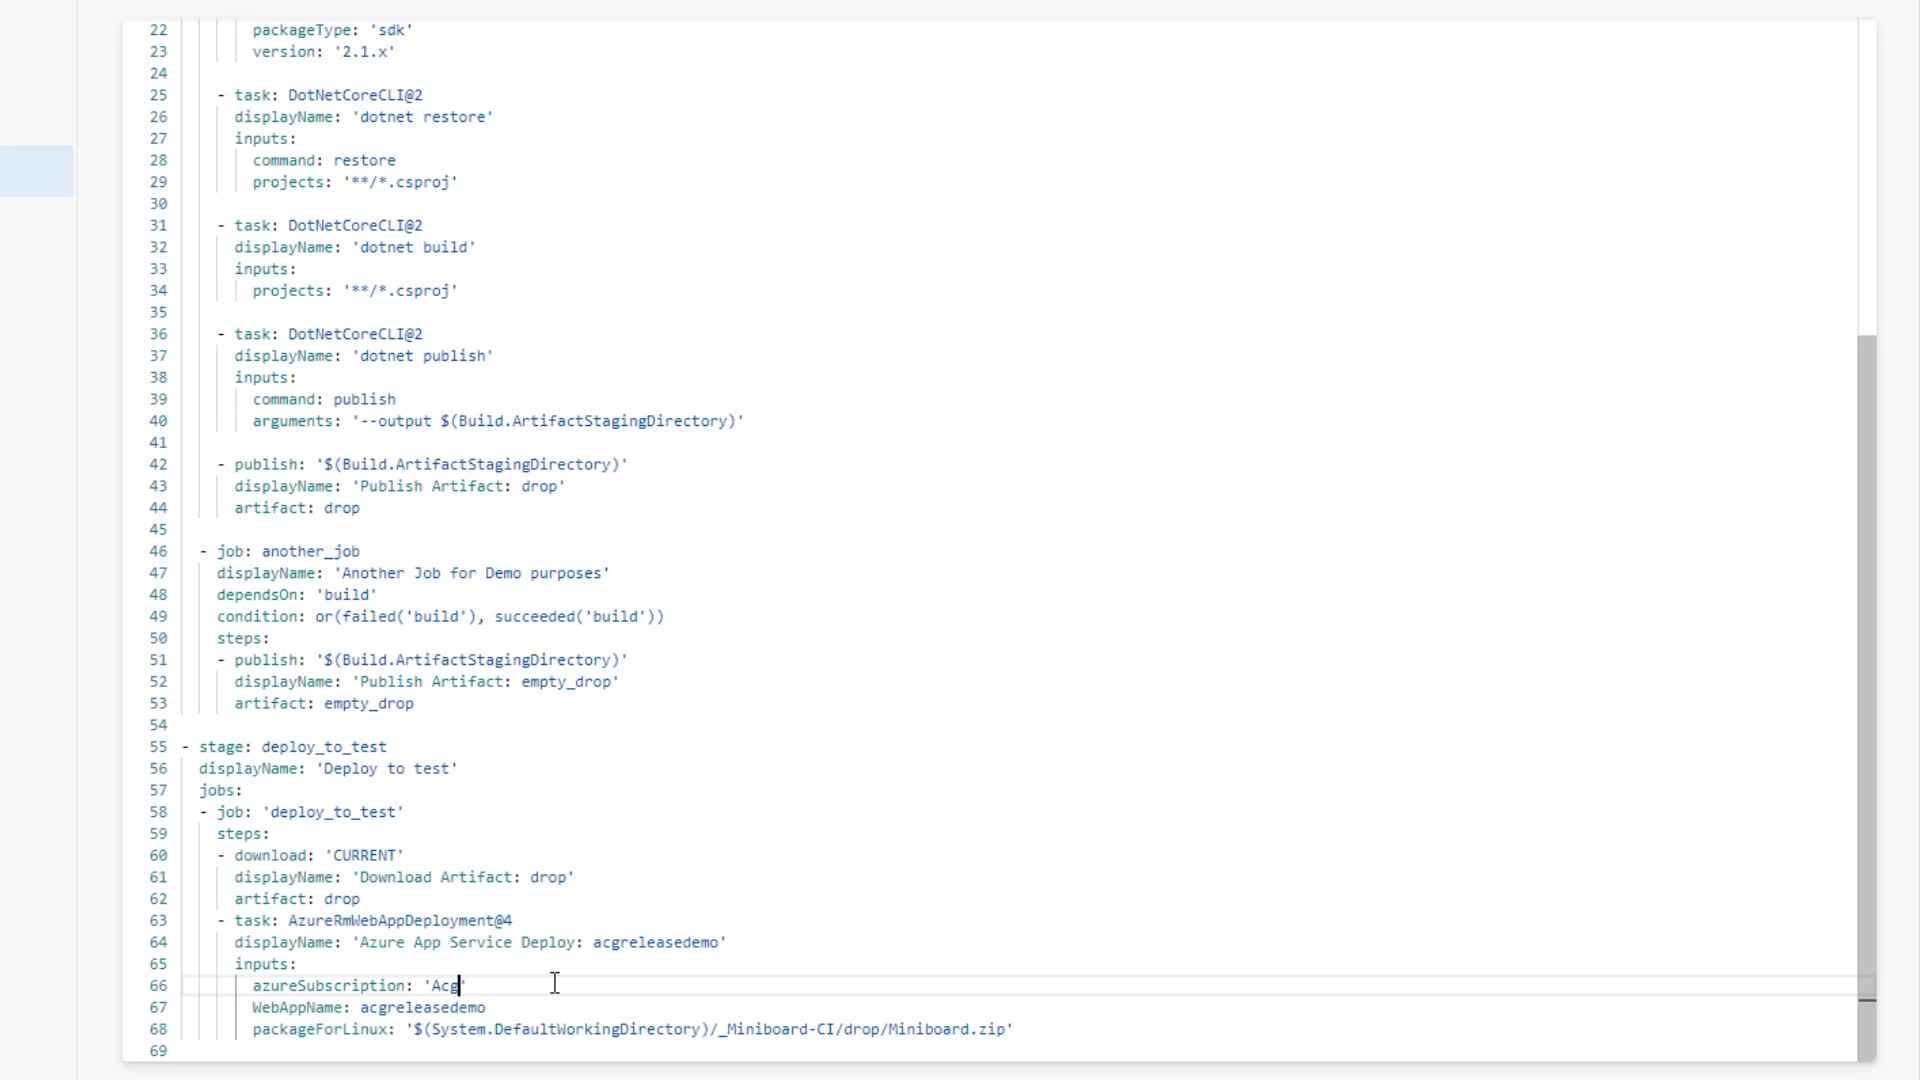 22 packageType: 'sdk'
23 version: '2.1.x'
24
25 - task: DotNetCoreCLI@2
26 displayName: 'dotnet restore'
27 inputs:
28 command: restore
29 projects: '**/*.csproj'
30
31 - task: DotNetCoreCLI@2
32 displayName: 'dotnet build'
33 inputs:
34 projects: '**/*.csproj'
35
36 - task: DotNetCoreCLI@2
37 displayName: 'dotnet publish'
38 inputs:
39 command: publish
40 arguments: '--output $(Build.ArtifactStagingDirectory)'
41
42 - publish: '$(Build.ArtifactStagingDirectory)'
43 displayName: 'Publish Artifact: drop'
44 artifact: drop
45
46 - job: another_job
47 displayName: 'Another Job for Demo purposes'
48 dependsOn: 'build'
49 condition: or(failed('build'), succeeded('build'))
50 steps:
51 - publish: '$(Build.ArtifactStagingDirectory)'
52 displayName: 'Publish Artifact: empty_drop'
53 artifact: empty_drop
54
55 - stage: deploy_to_test
56 displayName: 'Deploy to test'
57 jobs:
58 - job: 'deploy_to_test'
59 steps:
60 - download: 'CURRENT'
61 displayName: 'Download Artifact: drop'
62 artifact: drop
63 - task: AzureRmWebAppDeployment@4
64 displayName: 'Azure App Service Deploy: acgreleasedemo'
65 inputs:
66 azureSubscription: 'Acg'
67 WebAppName: acgreleasedemo
68 packageForLinux: '$(System.DefaultWorkingDirectory)/_Miniboard-CI/drop/Miniboard.zip'
69